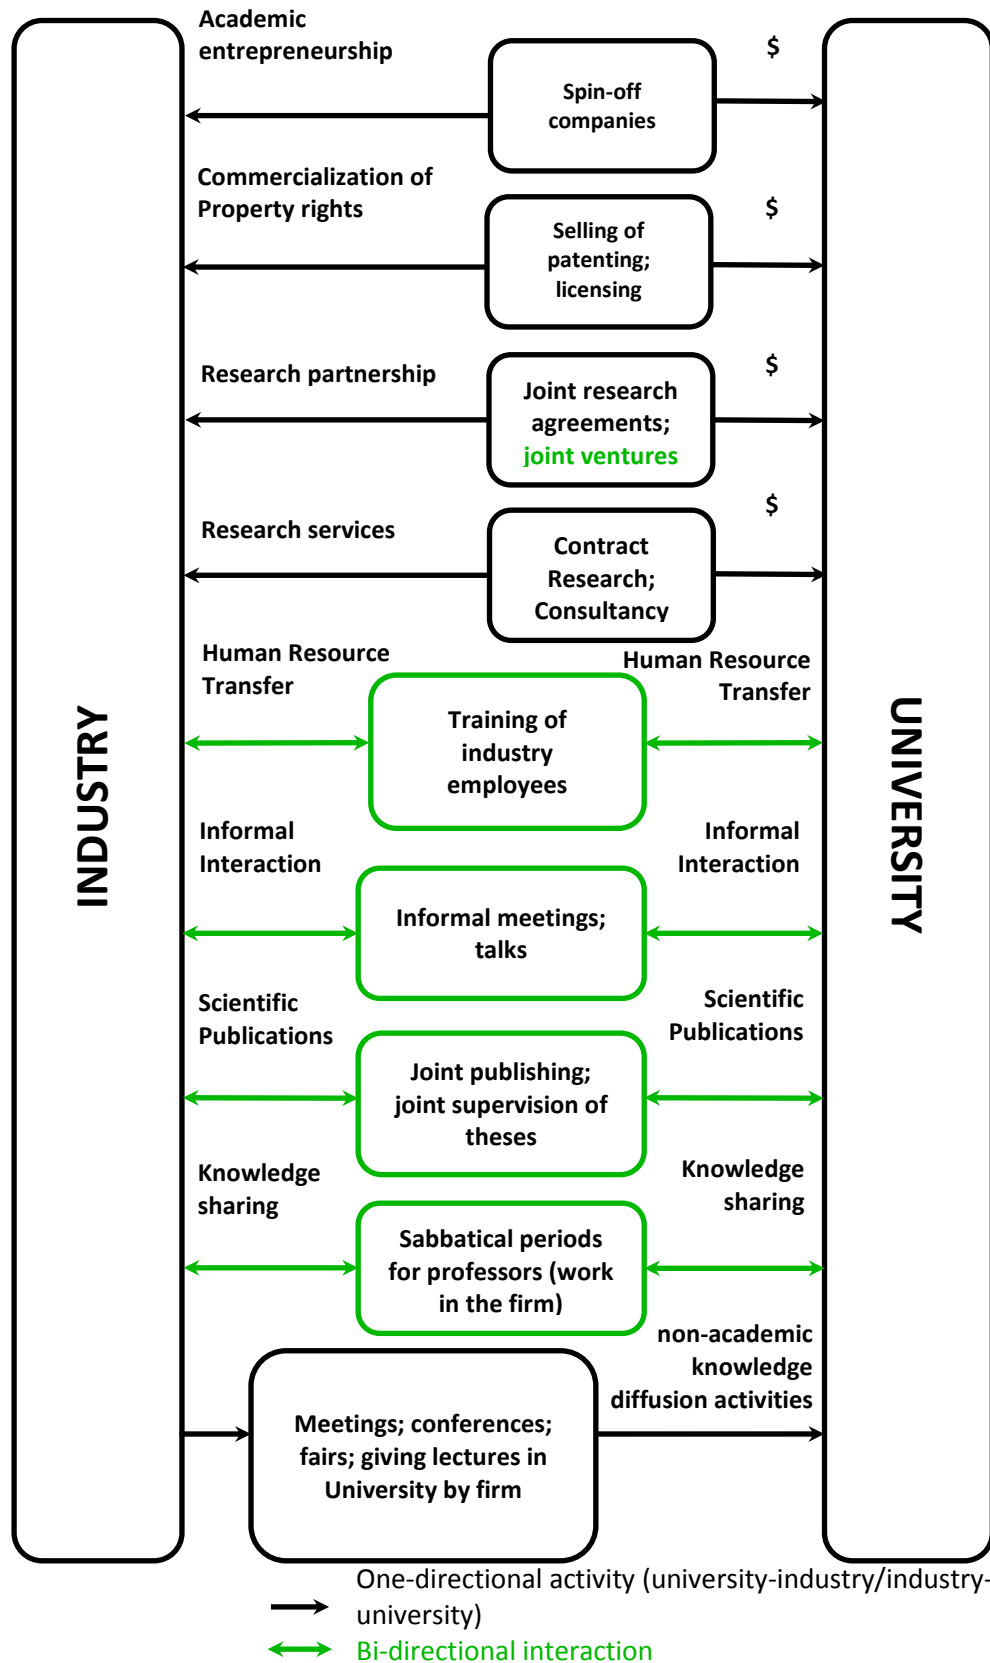 Academic
entrepreneurship
$
Spin-off
companies
Commercialization of
Property rights
$
Selling of
patenting;
licensing
Research partnership
$
Joint research
agreements;
joint ventures
Research services
$
Contract
Research;
Consultancy
Human Resource
Transfer
Human Resource
Transfer
Training of
industry
employees
INDUSTRY
UNIVERSITY
Informal
Interaction
Informal
Interaction
Informal meetings;
talks
Scientific
Publications
Scientific
Publications
Joint publishing;
joint supervision of
theses
Knowledge
sharing
Knowledge
sharing
Sabbatical periods
for professors (work
in the firm)
non-academic
knowledge
diffusion activities
Meetings; conferences;
fairs; giving lectures in
University by firm
One-directional activity (university-industry/industry-
university)
Bi-directional interaction